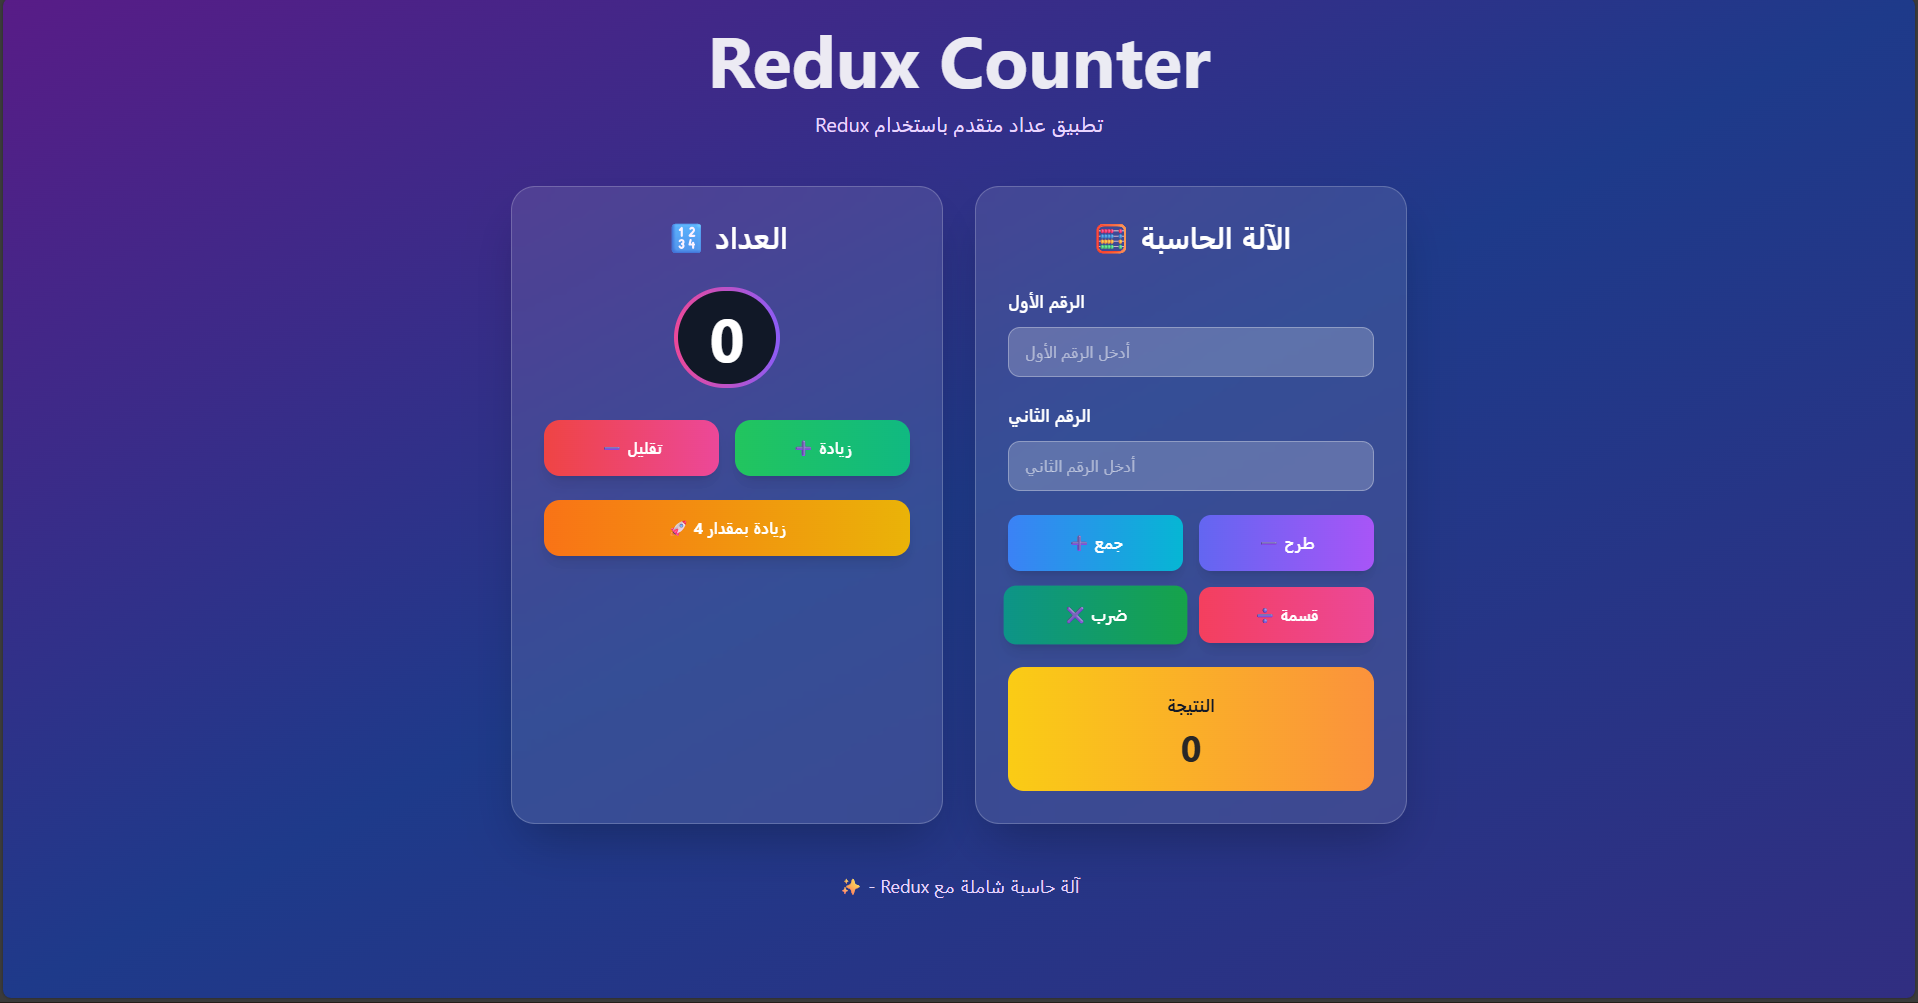 Redux Counter
تطبيق عداد متقدم باستخدام Redux
العداد 🔢
0
تقليل ➖
زيادة ➕
زيادة بمقدار 4 🚀
الآلة الحاسبة 🧮
الرقم الأول
أدخل الرقم الأول
الرقم الثاني
أدخل الرقم الثاني
جمع ➕
طرح ➖
ضرب ✖️
قسمة ➗
النتيجة
0
آلة حاسبة شاملة مع Redux - ✨